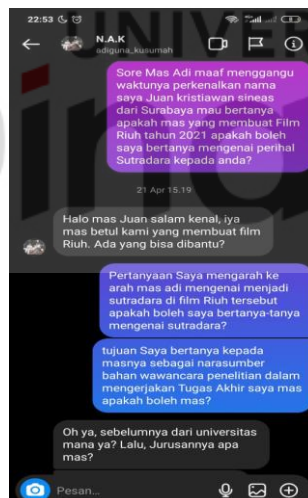 UNIVER
22:53
N.A.K
adiguna_kusumah
Sore Mas Adi maaf menggangu
waktunya perkenalkan nama
saya Juan kristiawan sineas
dari Surabaya mau bertanya
apakah mas yang membuat Film
Riuh tahun 2021 apakah boleh
saya bertanya mengenai perihal
Sutradara kepada anda?
21 Apr 15.19
Halo mas Juan salam kenal, iya
mas betul kami yang membuat film
Riuh. Ada yang bisa dibantu?
Pertanyaan Saya mengarah ke
arah mas adi mengenai menjadi
sutradara di film Riuh tersebut
apakah boleh saya bertanya-tanya
mengenai sutradara?
tujuan Saya bertanya kepada
masnya sebagai narasumber
bahan wawancara penelitian dalam
mengerjakan Tugas Akhir saya mas
apakah boleh mas?
Oh ya, sebelumnya dari universitas
mana ya? Lalu, Jurusannya apa
mas?
Pesan...